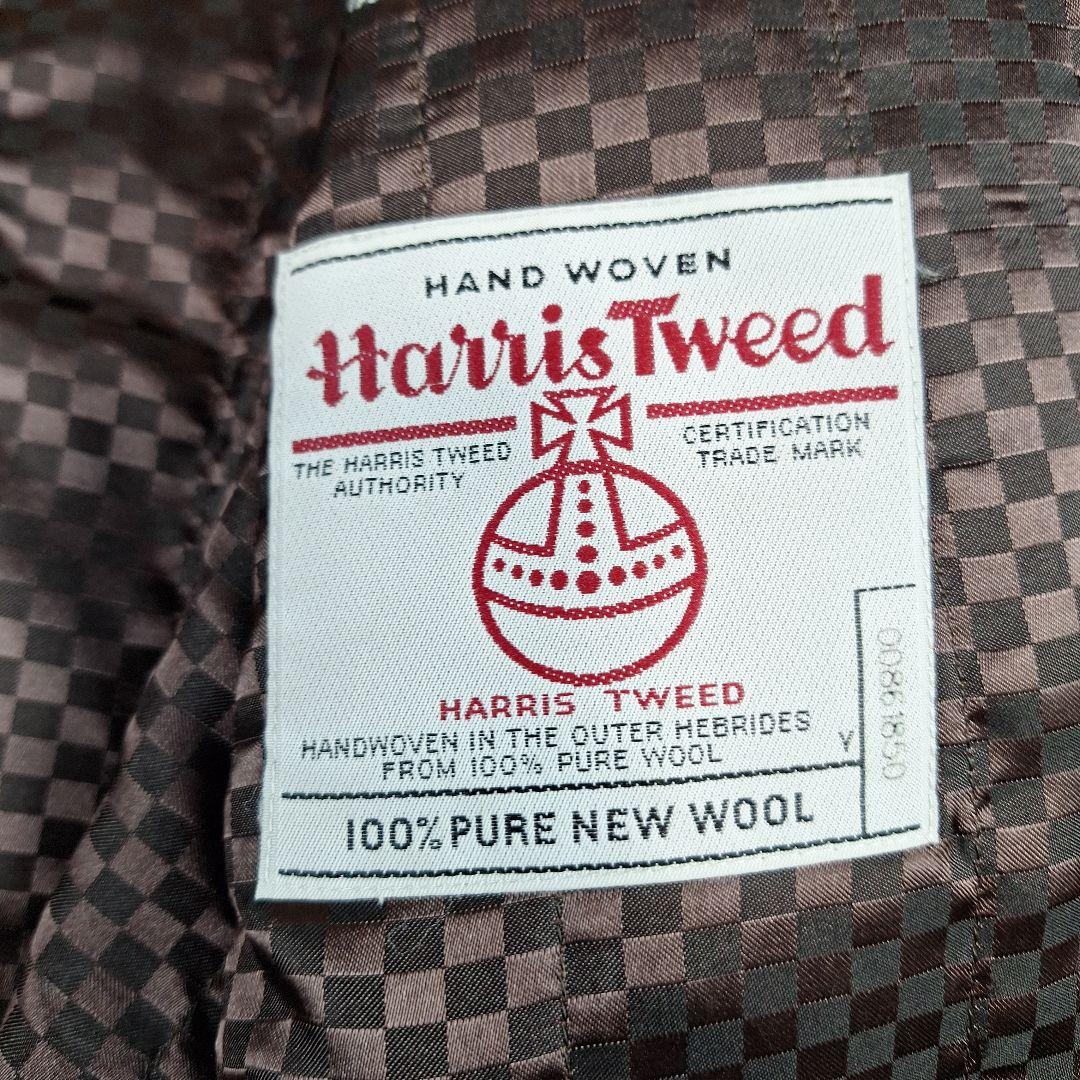 HAND WOVEN
Harris Tweed
THE HARRIS TWEED
AUTHORITY
CERTIFICATION
TRADE MARK
HARRIS TWEED
HANDWOVEN IN THE OUTER HEBRIDES
FROM 100% PURE WOOL
Y
00861850
100% PURE NEW WOOL